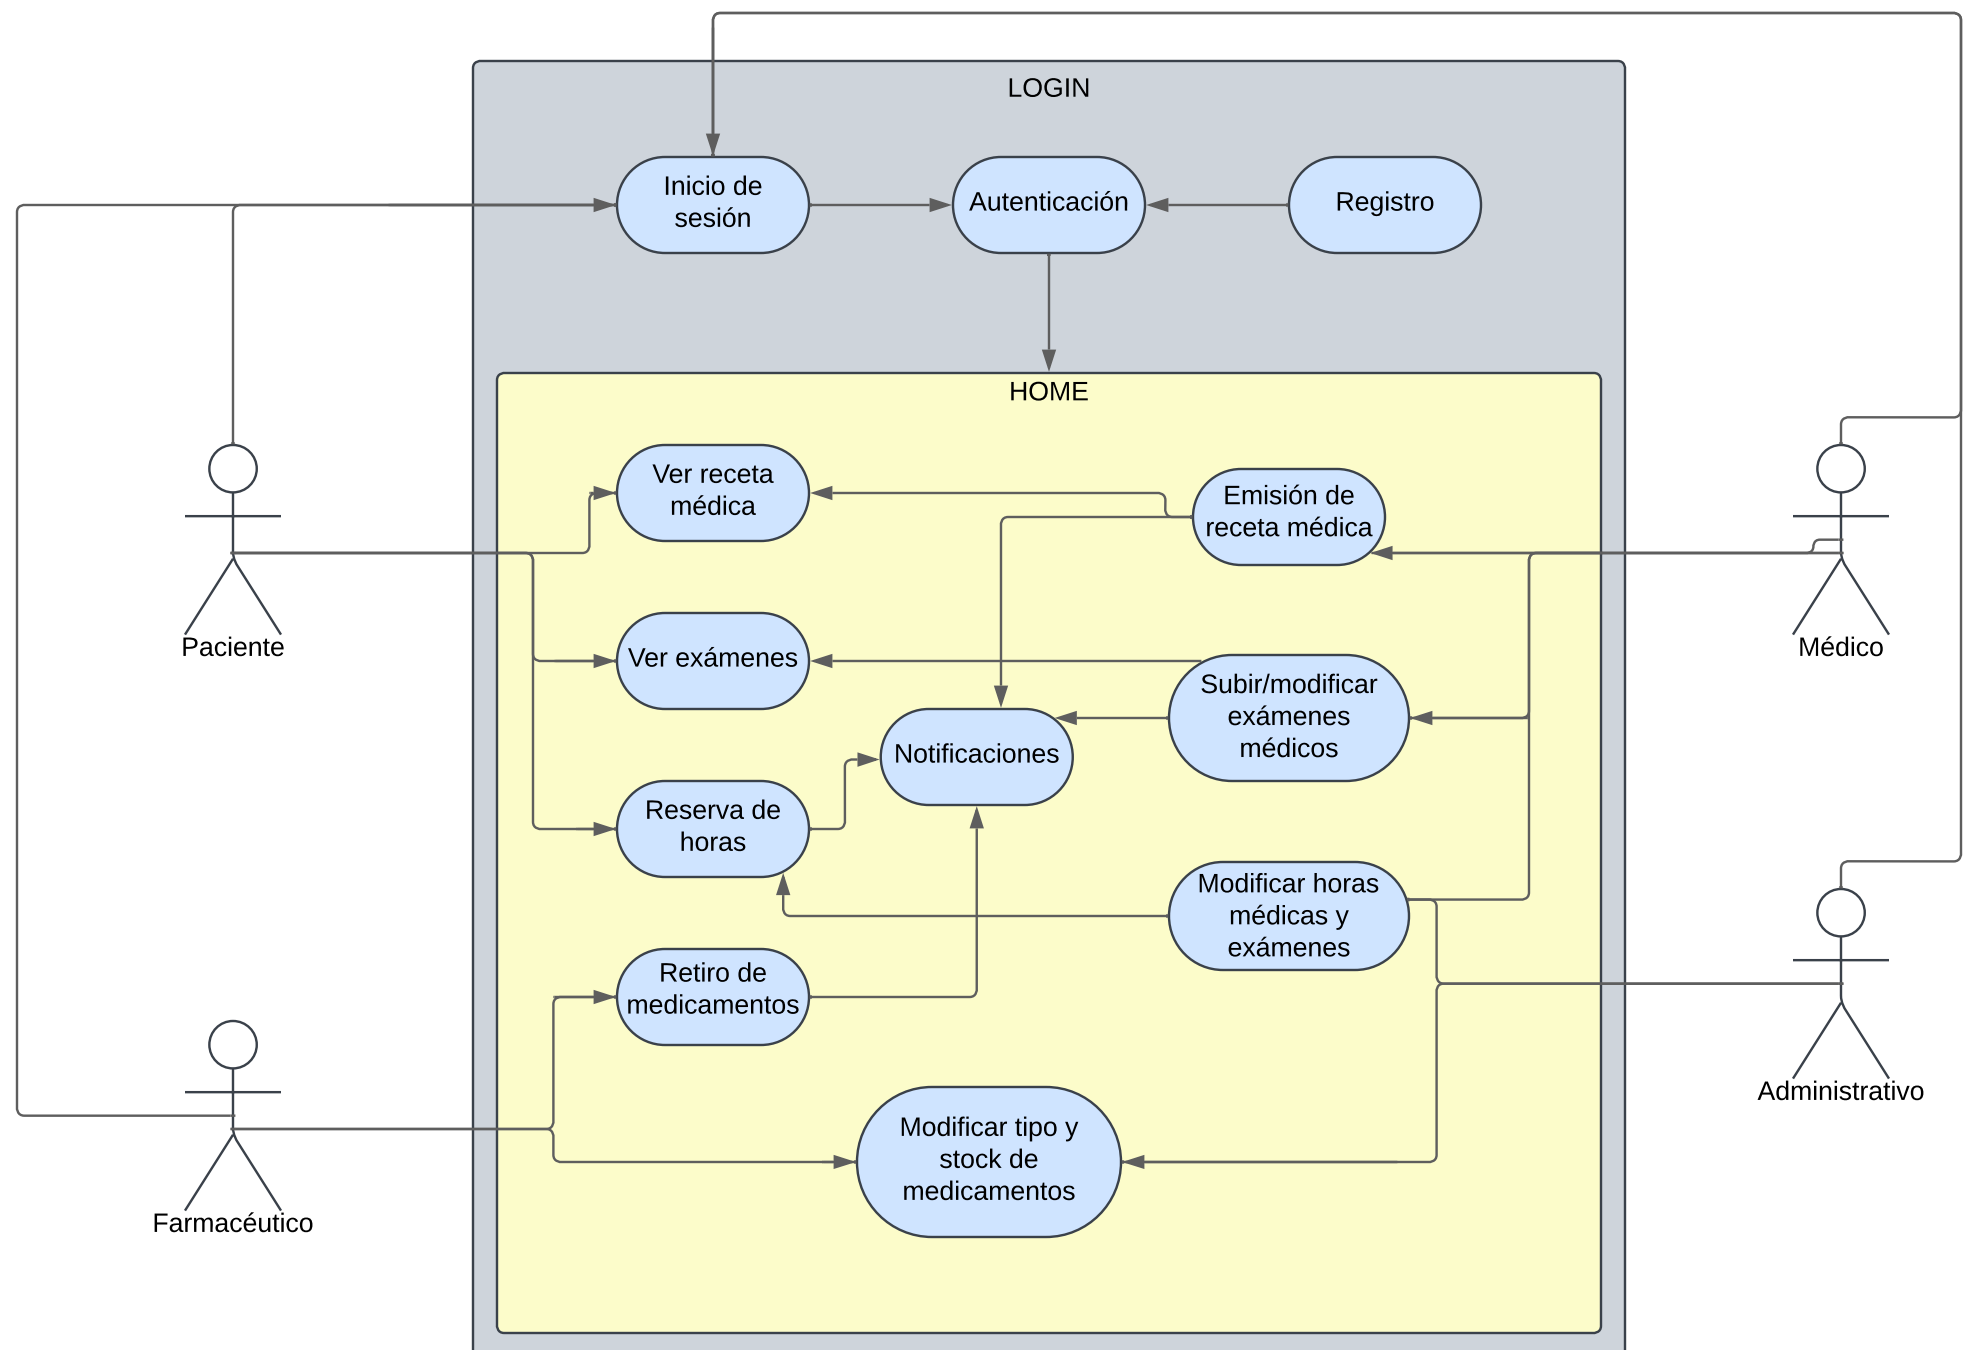 LOGIN
Inicio de
sesión
Autenticación
Registro
HOME
Ver receta
médica
Emisión de
receta médica
Paciente
Médico
Ver exámenes
Subir/modificar
exámenes
médicos
Notificaciones
Reserva de
horas
Modificar horas
médicas y
exámenes
Retiro de
medicamentos
Administrativo
Modificar tipo y
stock de
medicamentos
Farmacéutico